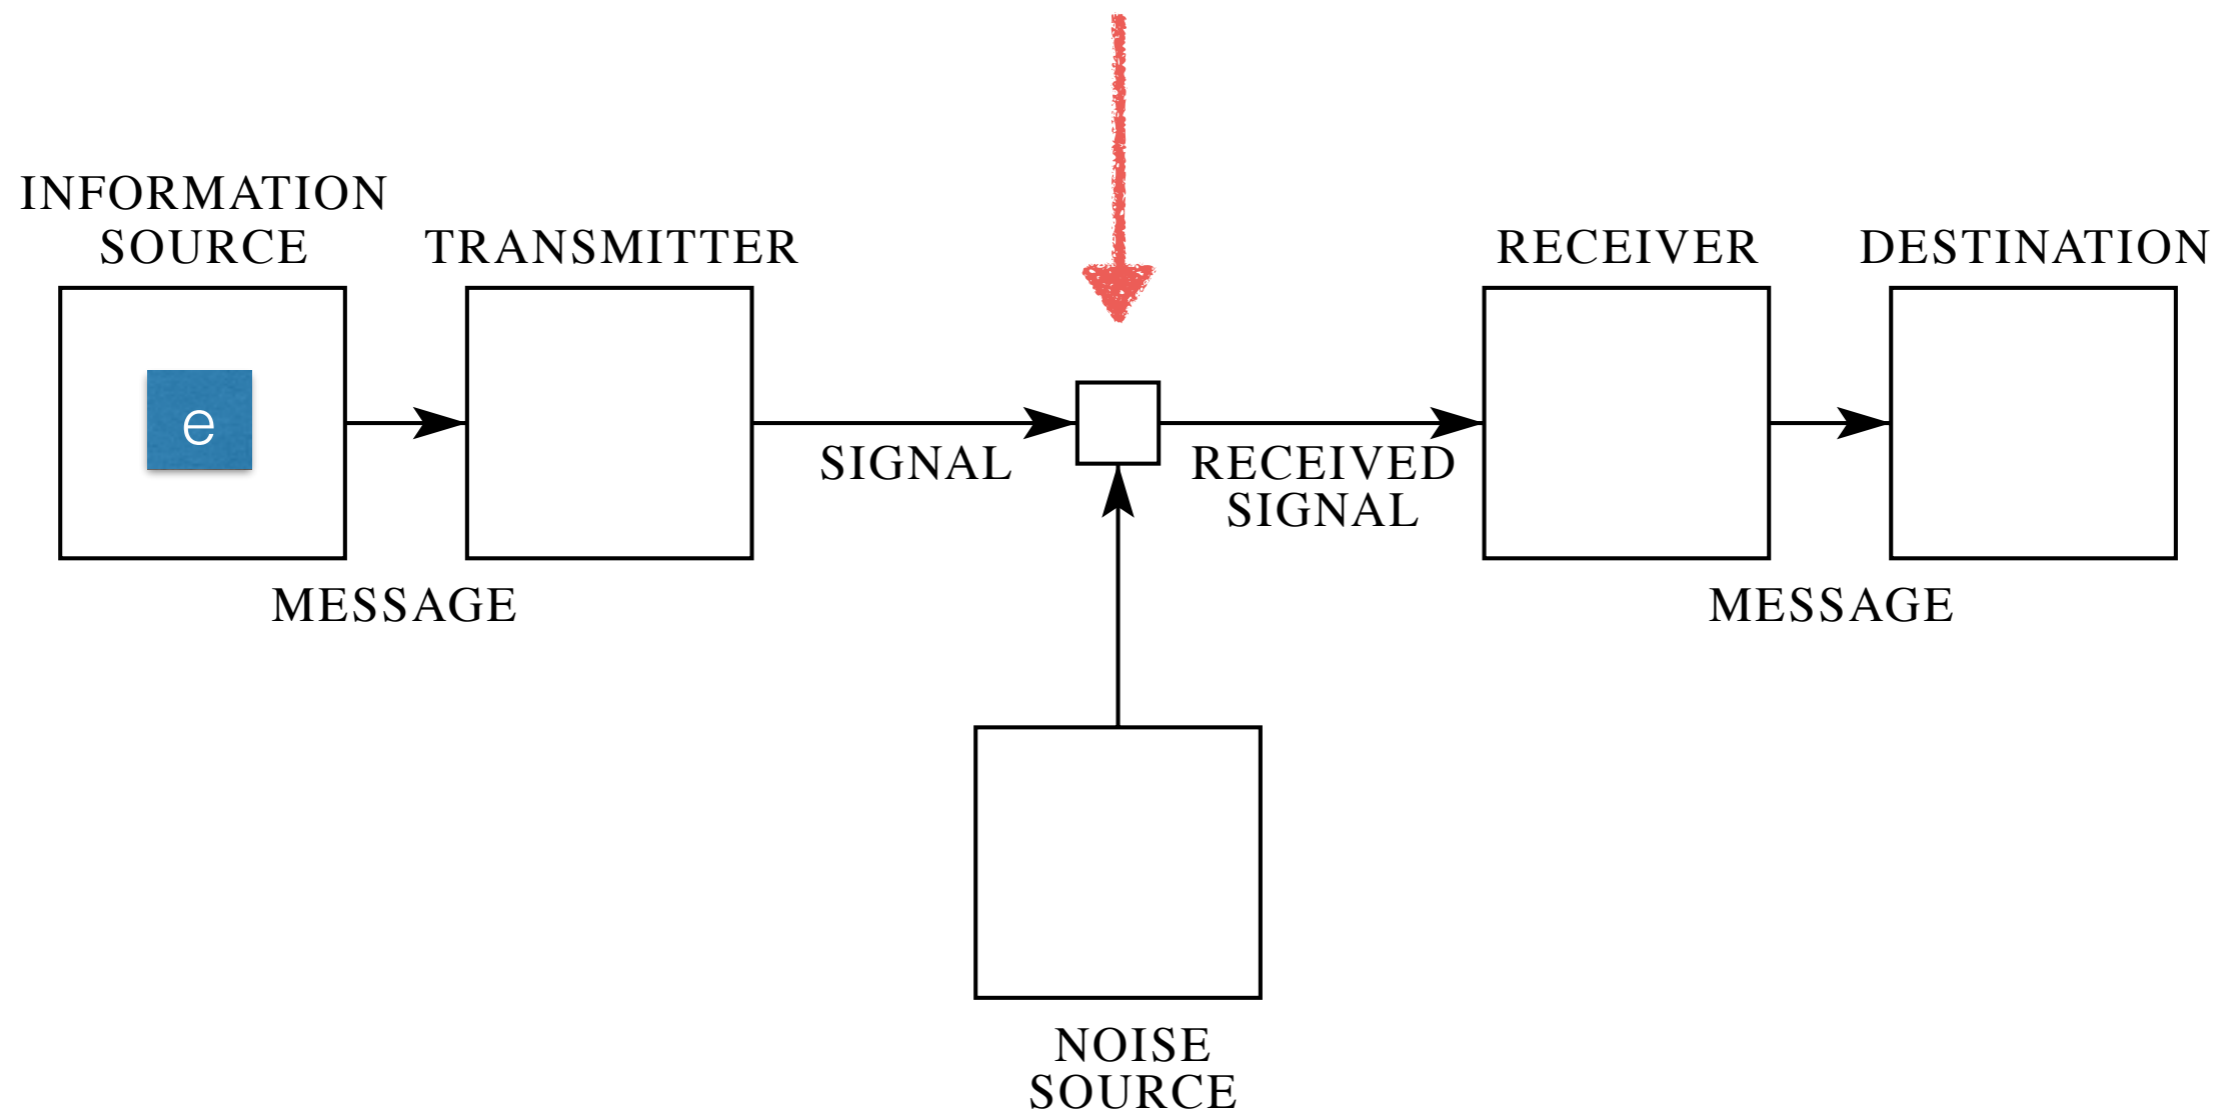 INFORMATION
SOURCE
TRANSMITTER
RECEIVER
DESTINATION
e
SIGNAL
RECEIVED
SIGNAL
MESSAGE
MESSAGE
NOISE
SOURCE